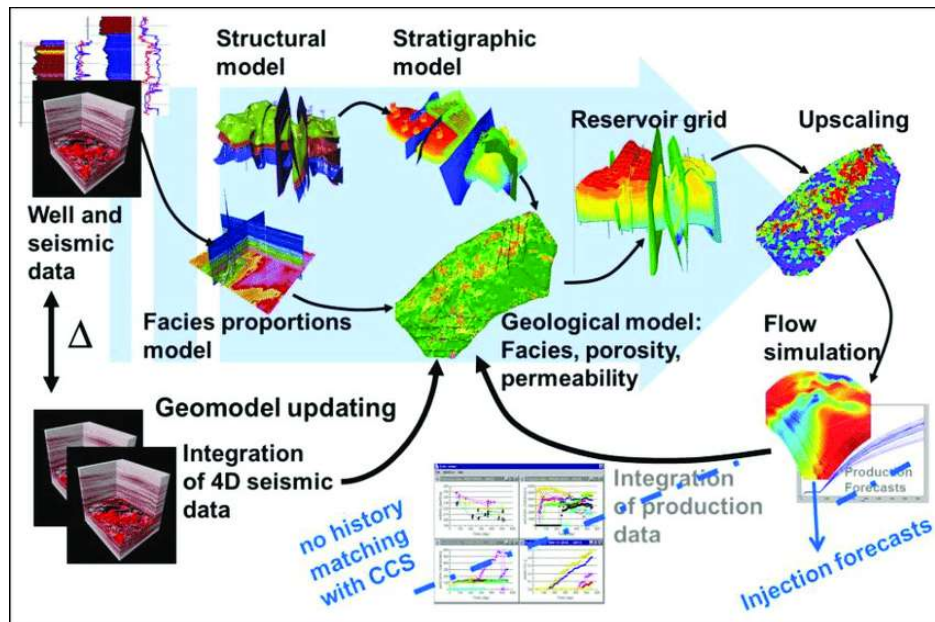 Structural
model
Stratigraphic
model
Reservoir grid
Upscaling
Well and
seismic
data
Δ
Facies proportions
model
Geological model:
Facies, porosity,
permeability
Flow
simulation
Geomodel updating
Integration
of 4D seismic
data
Integration
of production
data
Production
Forecasts
no history
matching
with CCS
Injection forecasts